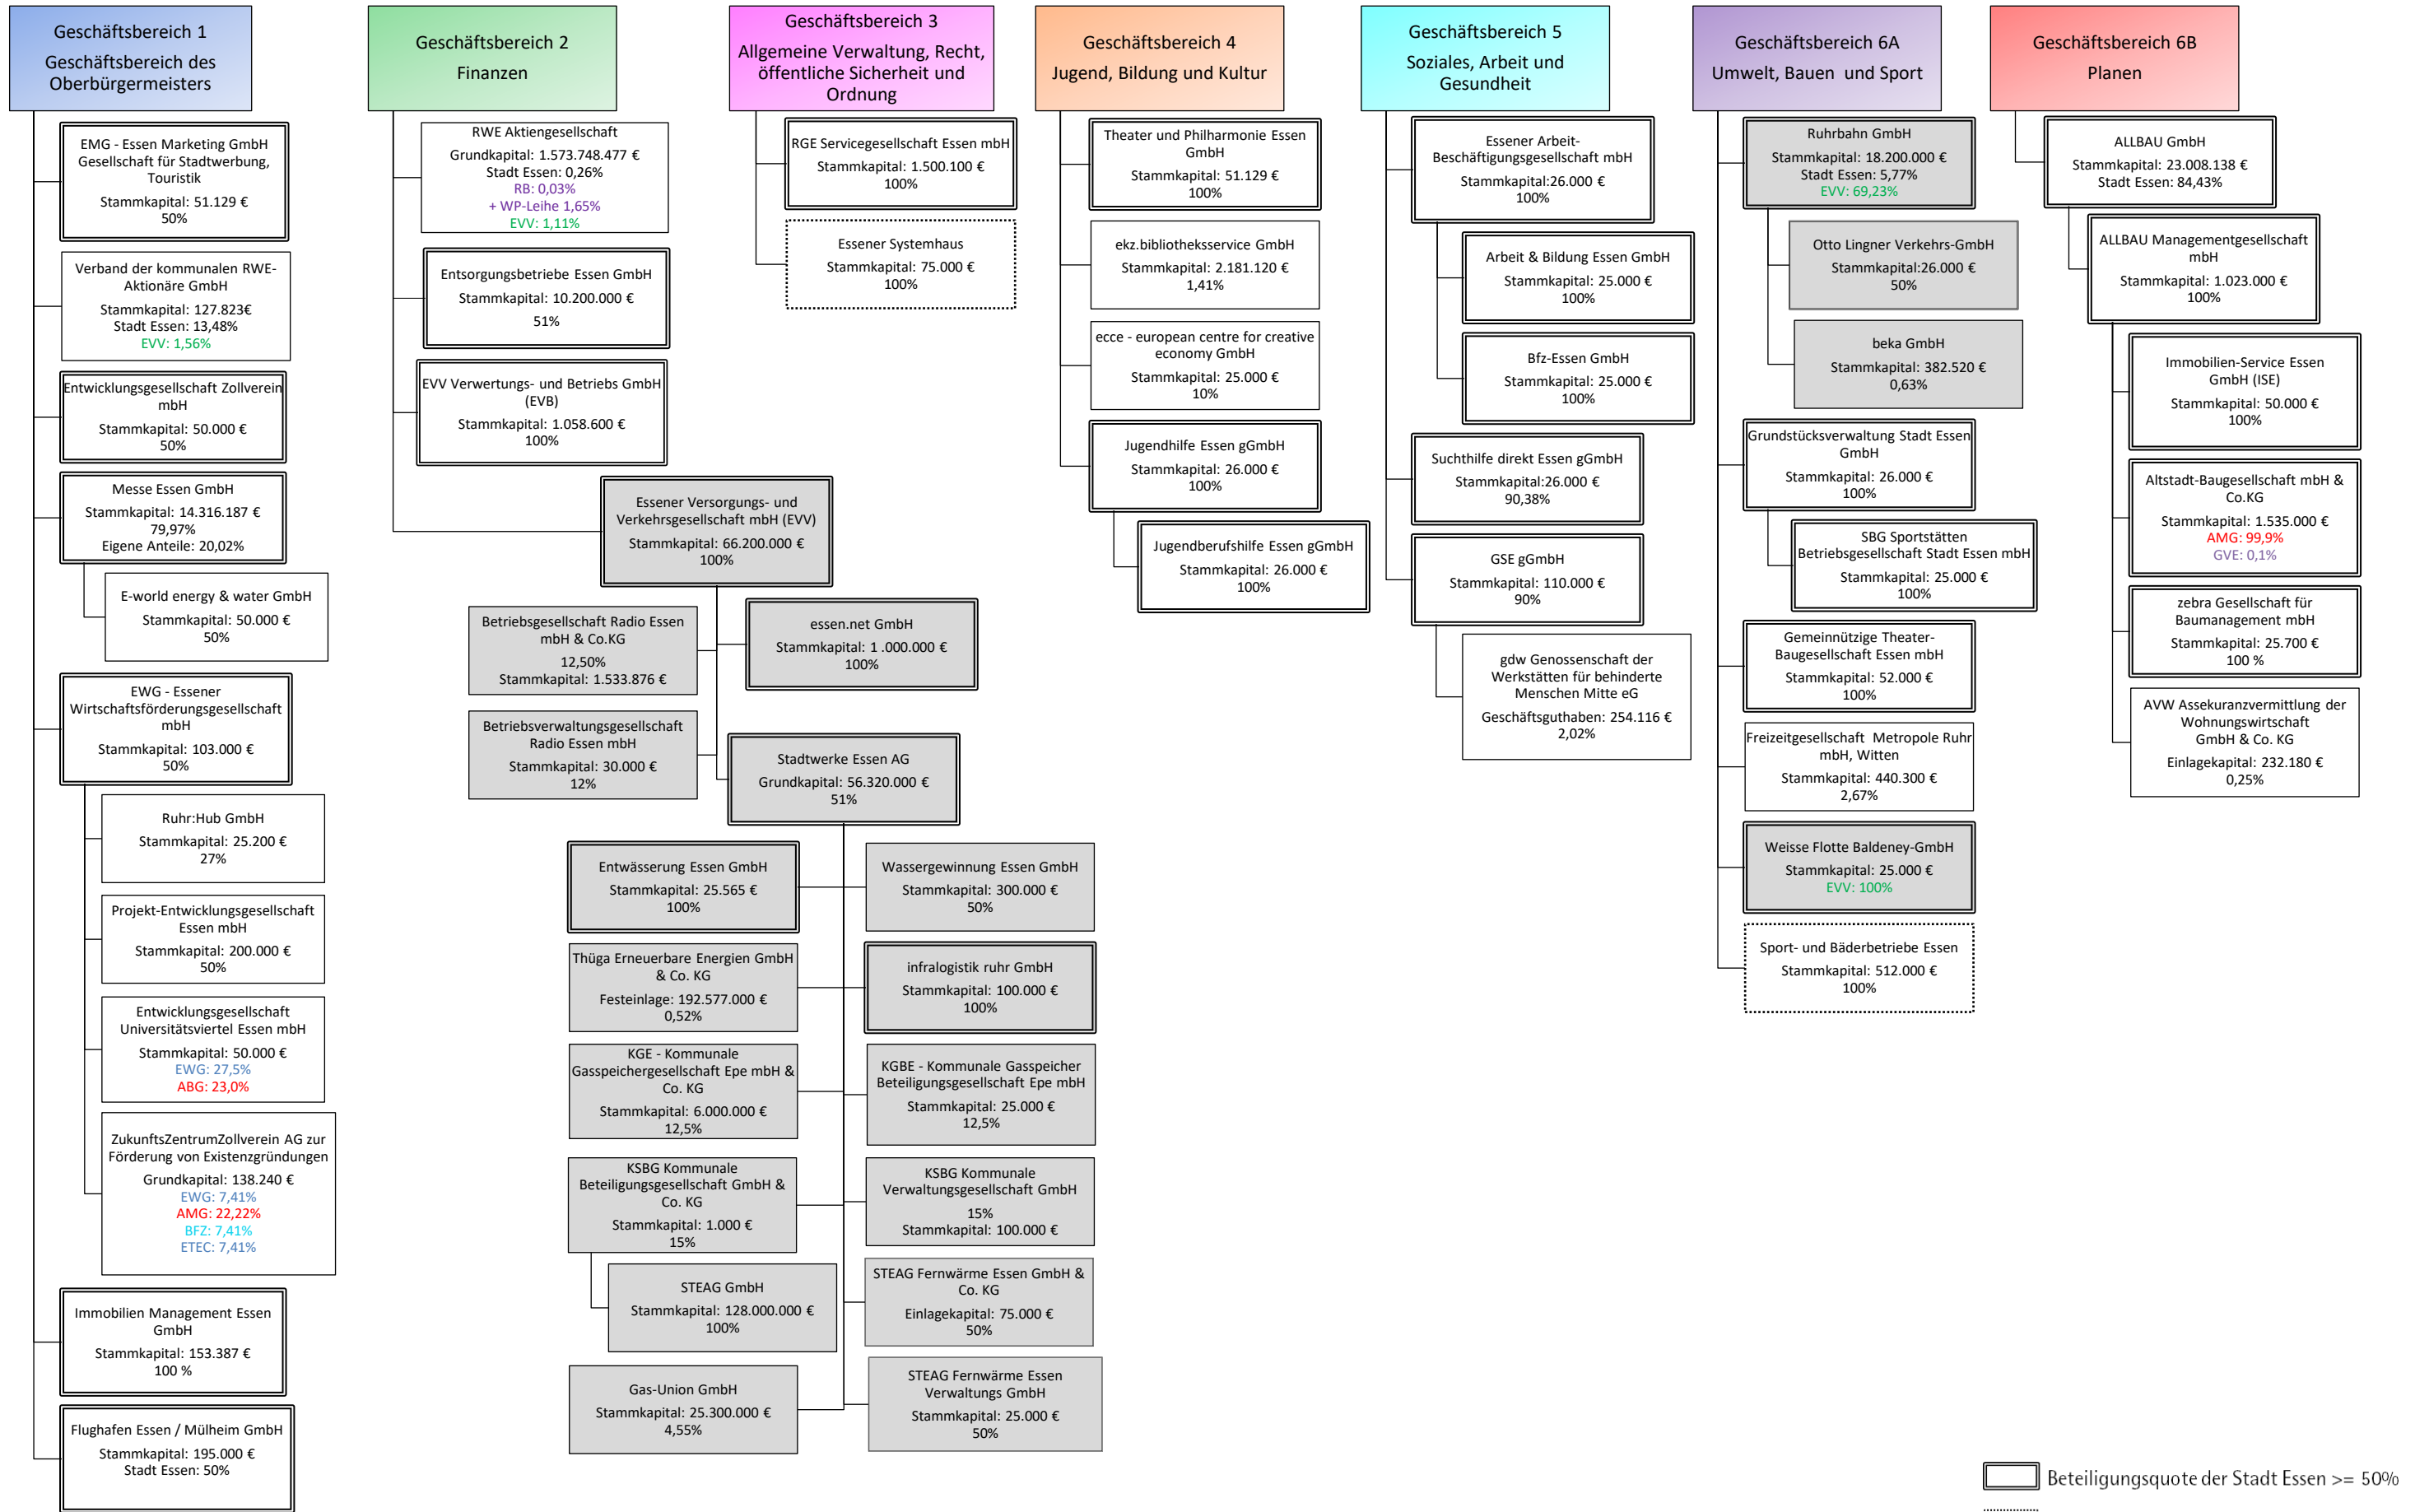 Geschäftsbereich 1
Geschäftsbereich des
Oberbürgermeisters
EMG - Essen Marketing GmbH
Gesellschaft für Stadtwerbung,
Touristik
Stammkapital: 51.129 €
50%
Verband der kommunalen RWE-
Aktionäre GmbH
Stammkapital: 127.823€
Stadt Essen: 13,48%
EVV: 1,56%
Entwicklungsgesellschaft Zollverein
mbH
Stammkapital: 50.000 €
50%
Messe Essen GmbH
Stammkapital: 14.316.187 €
79,97%
Eigene Anteile: 20,02%
E-world energy & water GmbH
Stammkapital: 50.000 €
50%
EWG - Essener
Wirtschaftsförderungsgesellschaft
mbH
Stammkapital: 103.000 €
50%
Ruhr:Hub GmbH
Stammkapital: 25.200 €
27%
Projekt-Entwicklungsgesellschaft
Essen mbH
Stammkapital: 200.000 €
50%
Entwicklungsgesellschaft
Universitätsviertel Essen mbH
Stammkapital: 50.000 €
EWG: 27,5%
ABG: 23,0%
ZukunftsZentrumZollverein AG zur
Förderung von Existenzgründungen
Grundkapital: 138.240 €
EWG: 7,41%
AMG: 22,22%
BFZ: 7,41%
ETEC: 7,41%
Immobilien Management Essen
GmbH
Stammkapital: 153.387 €
100 %
Flughafen Essen / Mülheim GmbH
Stammkapital: 195.000 €
Stadt Essen: 50%
Geschäftsbereich 2
Finanzen
RWE Aktiengesellschaft
Grundkapital: 1.573.748.477 €
Stadt Essen: 0,26%
RB: 0,03%
+ WP-Leihe 1,65%
EVV: 1,11%
Entsorgungsbetriebe Essen GmbH
Stammkapital: 10.200.000 €
51%
EVV Verwertungs- und Betriebs GmbH
(EVB)
Stammkapital: 1.058.600 €
100%
Essener Versorgungs- und
Verkehrsgesellschaft mbH (EVV)
Stammkapital: 66.200.000 €
100%
Betriebsgesellschaft Radio Essen
mbH & Co.KG
12,50%
Stammkapital: 1.533.876 €
essen.net GmbH
Stammkapital: 1 .000.000 €
100%
Betriebsverwaltungsgesellschaft
Radio Essen mbH
Stammkapital: 30.000 €
12%
Stadtwerke Essen AG
Grundkapital: 56.320.000 €
51%
Entwässerung Essen GmbH
Stammkapital: 25.565 €
100%
Wassergewinnung Essen GmbH
Stammkapital: 300.000 €
50%
Thüga Erneuerbare Energien GmbH
& Co. KG
Festeinlage: 192.577.000 €
0,52%
infralogistik ruhr GmbH
Stammkapital: 100.000 €
100%
KGE - Kommunale
Gasspeichergesellschaft Epe mbH &
Co. KG
Stammkapital: 6.000.000 €
12,5%
KGBE - Kommunale Gasspeicher
Beteiligungsgesellschaft Epe mbH
Stammkapital: 25.000 €
12,5%
KSBG Kommunale
Beteiligungsgesellschaft GmbH &
Co. KG
Stammkapital: 1.000 €
15%
KSBG Kommunale
Verwaltungsgesellschaft GmbH
15%
Stammkapital: 100.000 €
STEAG GmbH
Stammkapital: 128.000.000 €
100%
STEAG Fernwärme Essen GmbH &
Co. KG
Einlagekapital: 75.000 €
50%
Gas-Union GmbH
Stammkapital: 25.300.000 €
4,55%
STEAG Fernwärme Essen
Verwaltungs GmbH
Stammkapital: 25.000 €
50%
Geschäftsbereich 3
Allgemeine Verwaltung, Recht,
öffentliche Sicherheit und
Ordnung
RGE Servicegesellschaft Essen mbH
Stammkapital: 1.500.100 €
100%
Essener Systemhaus
Stammkapital: 75.000 €
100%
Geschäftsbereich 4
Jugend, Bildung und Kultur
Theater und Philharmonie Essen
GmbH
Stammkapital: 51.129 €
100%
ekz.bibliotheksservice GmbH
Stammkapital: 2.181.120 €
1,41%
ecce - european centre for creative
economy GmbH
Stammkapital: 25.000 €
10%
Jugendhilfe Essen gGmbH
Stammkapital: 26.000 €
100%
Jugendberufshilfe Essen gGmbH
Stammkapital: 26.000 €
100%
Geschäftsbereich 5
Soziales, Arbeit und
Gesundheit
Essener Arbeit-
Beschäftigungsgesellschaft mbH
Stammkapital:26.000 €
100%
Arbeit & Bildung Essen GmbH
Stammkapital: 25.000 €
100%
Bfz-Essen GmbH
Stammkapital: 25.000 €
100%
Suchthilfe direkt Essen gGmbH
Stammkapital:26.000 €
90,38%
GSE gGmbH
Stammkapital: 110.000 €
90%
gdw Genossenschaft der
Werkstätten für behinderte
Menschen Mitte eG
Geschäftsguthaben: 254.116 €
2,02%
Geschäftsbereich 6A
Umwelt, Bauen und Sport
Ruhrbahn GmbH
Stammkapital: 18.200.000 €
Stadt Essen: 5,77%
EVV: 69,23%
Otto Lingner Verkehrs-GmbH
Stammkapital:26.000 €
50%
beka GmbH
Stammkapital: 382.520 €
0,63%
Grundstücksverwaltung Stadt Essen
GmbH
Stammkapital: 26.000 €
100%
SBG Sportstätten
Betriebsgesellschaft Stadt Essen mbH
Stammkapital: 25.000 €
100%
Gemeinnützige Theater-
Baugesellschaft Essen mbH
Stammkapital: 52.000 €
100%
Freizeitgesellschaft Metropole Ruhr
mbH, Witten
Stammkapital: 440.300 €
2,67%
Weisse Flotte Baldeney-GmbH
Stammkapital: 25.000 €
EVV: 100%
Sport- und Bäderbetriebe Essen
Stammkapital: 512.000 €
100%
Geschäftsbereich 6B
Planen
ALLBAU GmbH
Stammkapital: 23.008.138 €
Stadt Essen: 84,43%
ALLBAU Managementgesellschaft
mbH
Stammkapital: 1.023.000 €
100%
Immobilien-Service Essen
GmbH (ISE)
Stammkapital: 50.000 €
100%
Altstadt-Baugesellschaft mbH &
Co.KG
Stammkapital: 1.535.000 €
AMG: 99,9%
GVE: 0,1%
zebra Gesellschaft für
Baumanagement mbH
Stammkapital: 25.700 €
100 %
AVW Assekuranzvermittlung der
Wohnungswirtschaft
GmbH & Co. KG
Einlagekapital: 232.180 €
0,25%
Beteiligungsquote der Stadt Essen >= 50%